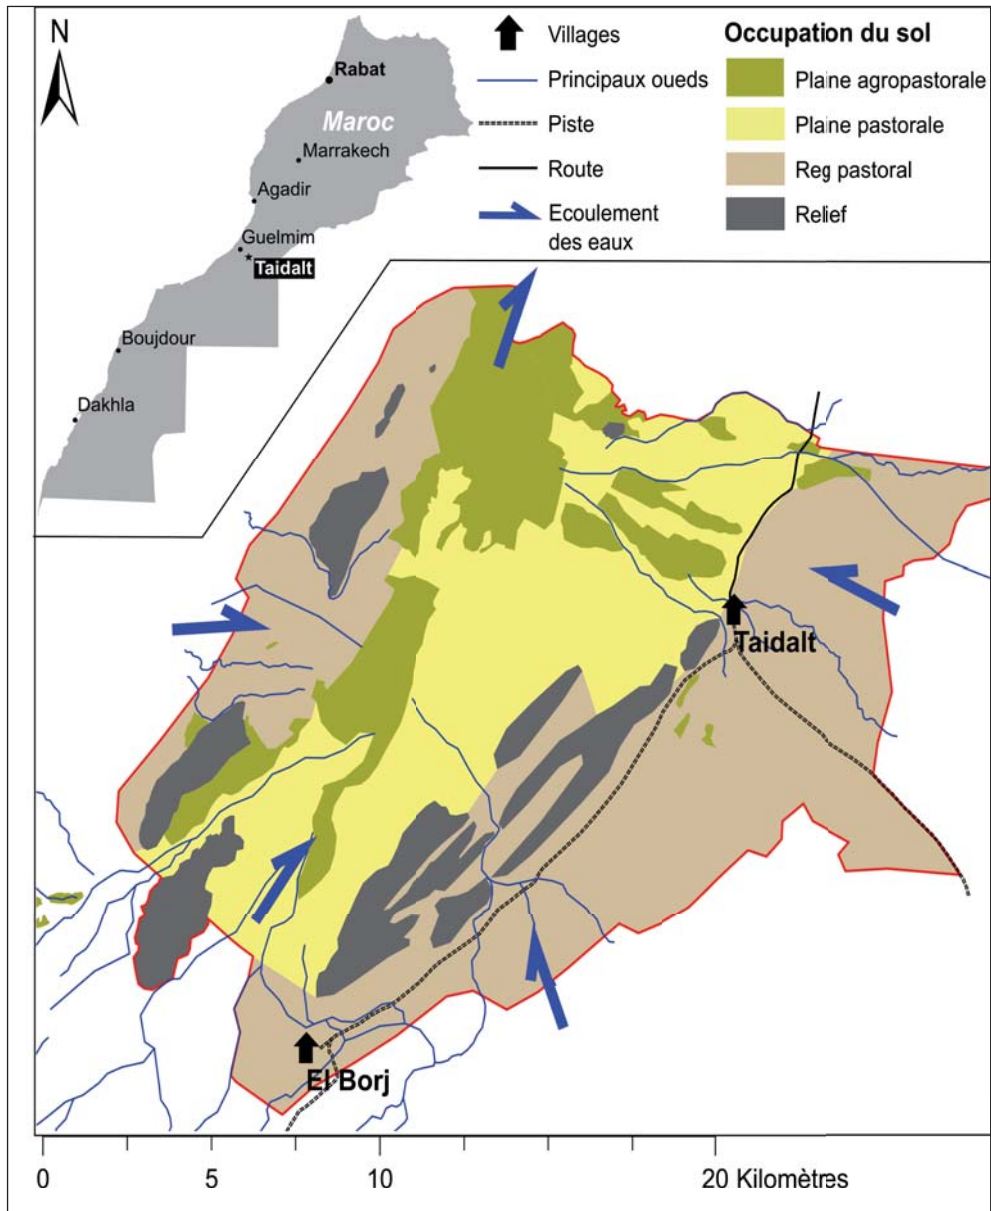 N
Rabat
Maroc
Marrakech
Agadir
Guelmim
Taidalt
Boujdour
Dakhla
Villages
Principaux oueds
Piste
Route
Ecoulement
des eaux
Occupation du sol
Plaine agropastorale
Plaine pastorale
Reg pastoral
Relief
Taidalt
El Borj
0 5 10 20 Kilomètres